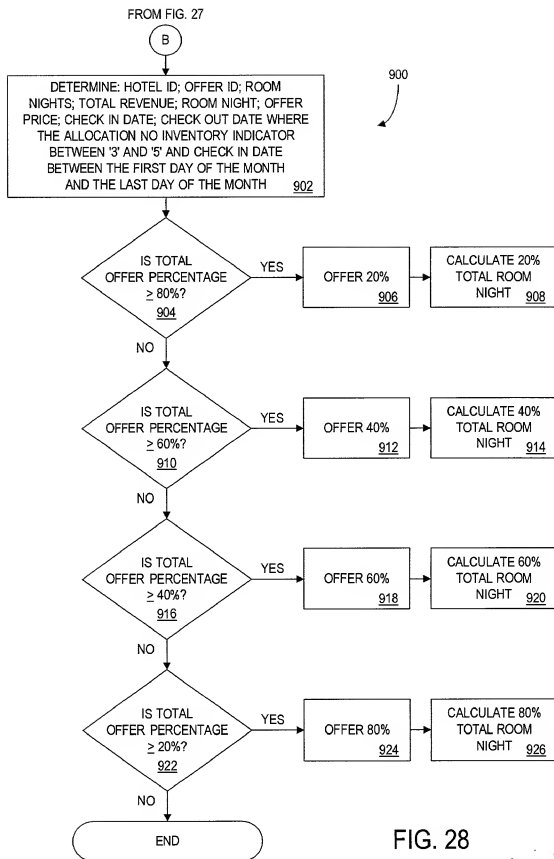 FROM FIG. 27
B
DETERMINE: HOTEL ID; OFFER ID; ROOM
NIGHTS; TOTAL REVENUE; ROOM NIGHT; OFFER
PRICE; CHECK IN DATE; CHECK OUT DATE WHERE
THE ALLOCATION NO INVENTORY INDICATOR
BETWEEN '3' AND '5' AND CHECK IN DATE
BETWEEN THE FIRST DAY OF THE MONTH
AND THE LAST DAY OF THE MONTH 902
900
IS TOTAL
OFFER PERCENTAGE
≥ 80%?
904
YES
OFFER 20%
906
CALCULATE 20%
TOTAL ROOM
NIGHT 908
NO
IS TOTAL
OFFER PERCENTAGE
≥ 60%?
910
YES
OFFER 40%
912
CALCULATE 40%
TOTAL ROOM
NIGHT 914
NO
IS TOTAL
OFFER PERCENTAGE
≥ 40%?
916
YES
OFFER 60%
918
CALCULATE 60%
TOTAL ROOM
NIGHT 920
NO
IS TOTAL
OFFER PERCENTAGE
≥ 20%?
922
YES
OFFER 80%
924
CALCULATE 80%
TOTAL ROOM
NIGHT 926
NO
END
FIG. 28